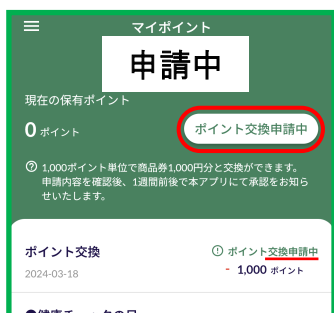 マイポイント
申請中
現在の保有ポイント
0 ポイント
ポイント交換申請中
1,000ポイント単位で商品券1,000円分と交換ができます。
申請内容を確認後、1週間前後で本アプリにて承認をお知ら
せいたします。
ポイント交換
ポイント交換申請中
2024-03-18
- 1,000 ポイント